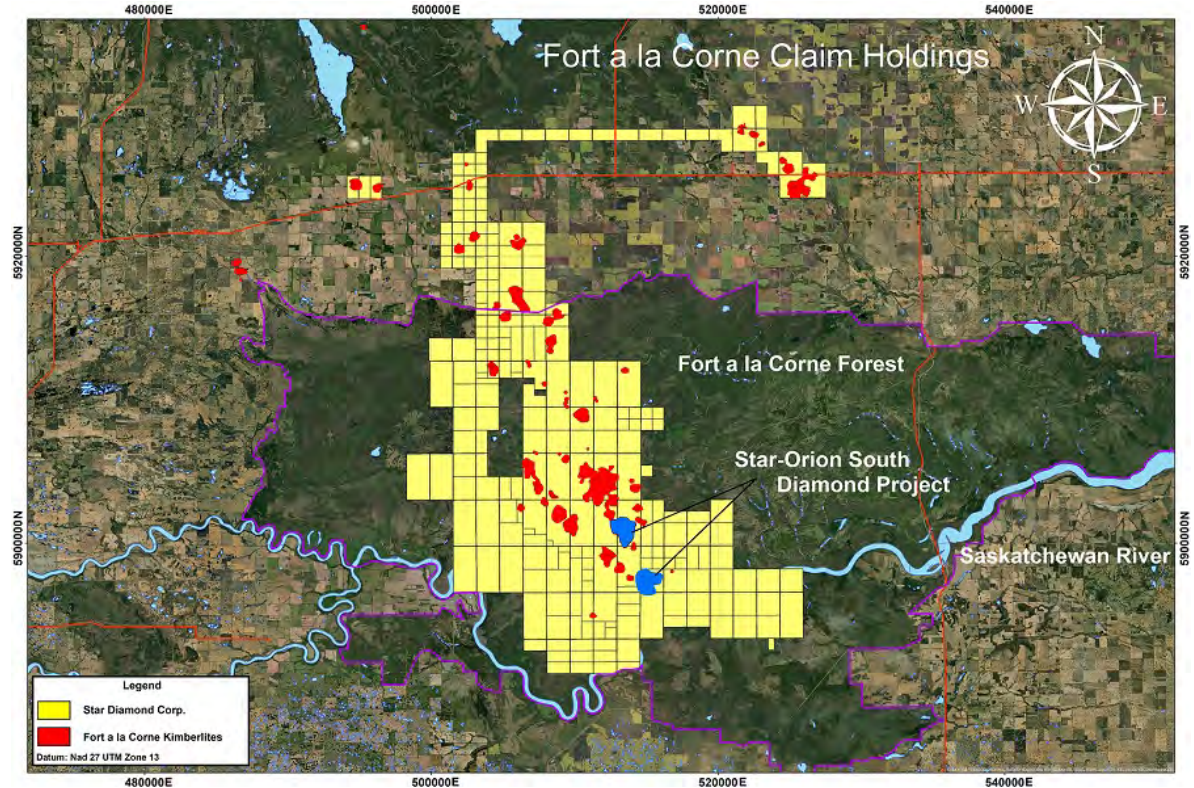 480000E 500000E 520000E 540000E
Fort a la Corne Claim Holdings
N
W E
S
5920000N 5920000N
Fort a la Corne Forest
Star-Orion South
Diamond Project
5900000N 5900000N
Saskatchewan River
Legend
Star Diamond Corp.
Fort a la Corne Kimberlites
Datum: Nad 27 UTM Zone 13
480000E 500000E 520000E 540000E